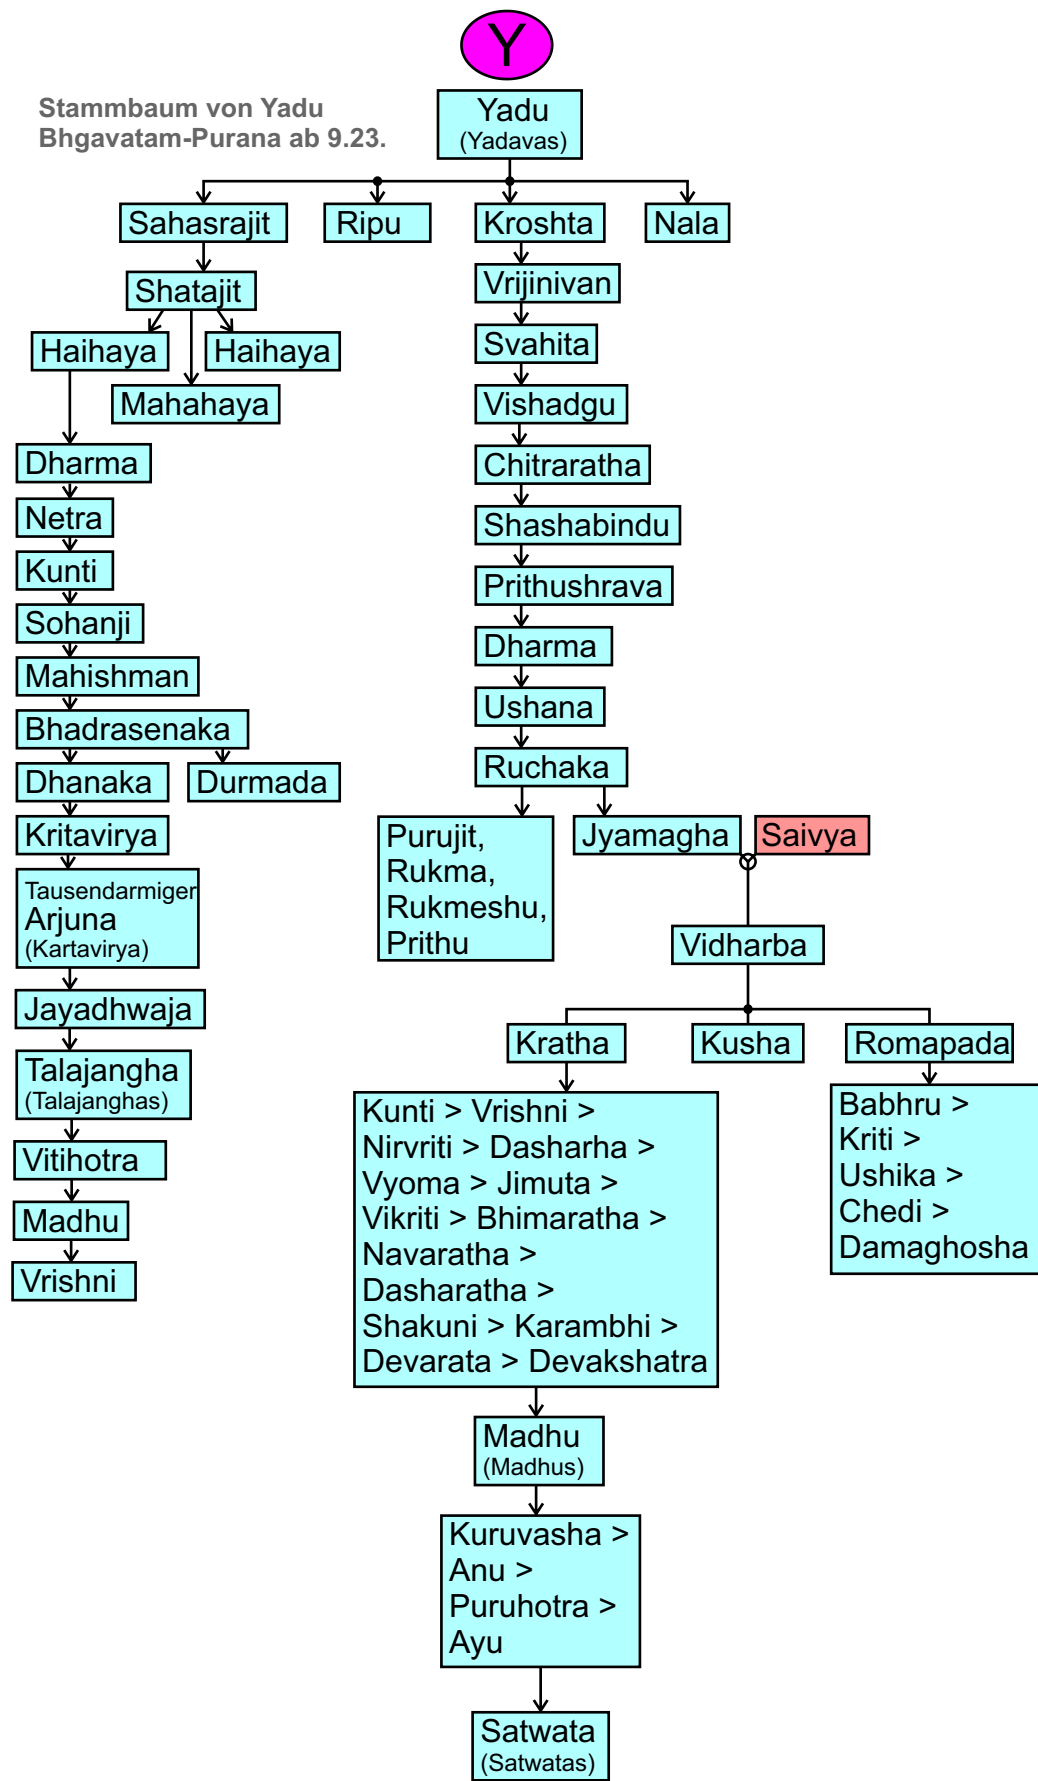 Y
Stammbaum von Yadu
Bhgavatam-Purana ab 9.23.
Yadu
(Yadavas)
Sahasrajit
Ripu
Kroshta
Nala
Shatajit
Haihaya
Haihaya
Mahahaya
Dharma
Netra
Kunti
Sohanji
Mahishman
Bhadrasenaka
Dhanaka
Durmada
Kritavirya
Tausendarmiger
Arjuna
(Kartavirya)
Jayadhwaja
Talajangha
(Talajanghas)
Vitihotra
Madhu
Vrishni
Vrijinivan
Svahita
Vishadgu
Chitraratha
Shashabindu
Prithushrava
Dharma
Ushana
Ruchaka
Purujit,
Rukma,
Rukmeshu,
Prithu
Jyamagha
Saivya
Vidharba
Kratha
Kusha
Romapada
Kunti > Vrishni >
Nirvriti > Dasharha >
Vyoma > Jimuta >
Vikriti > Bhimaratha >
Navaratha >
Dasharatha >
Shakuni > Karambhi >
Devarata > Devakshatra
Babhru >
Kriti >
Ushika >
Chedi >
Damaghosha
Madhu
(Madhus)
Kuruvasha >
Anu >
Puruhotra >
Ayu
Satwata
(Satwatas)